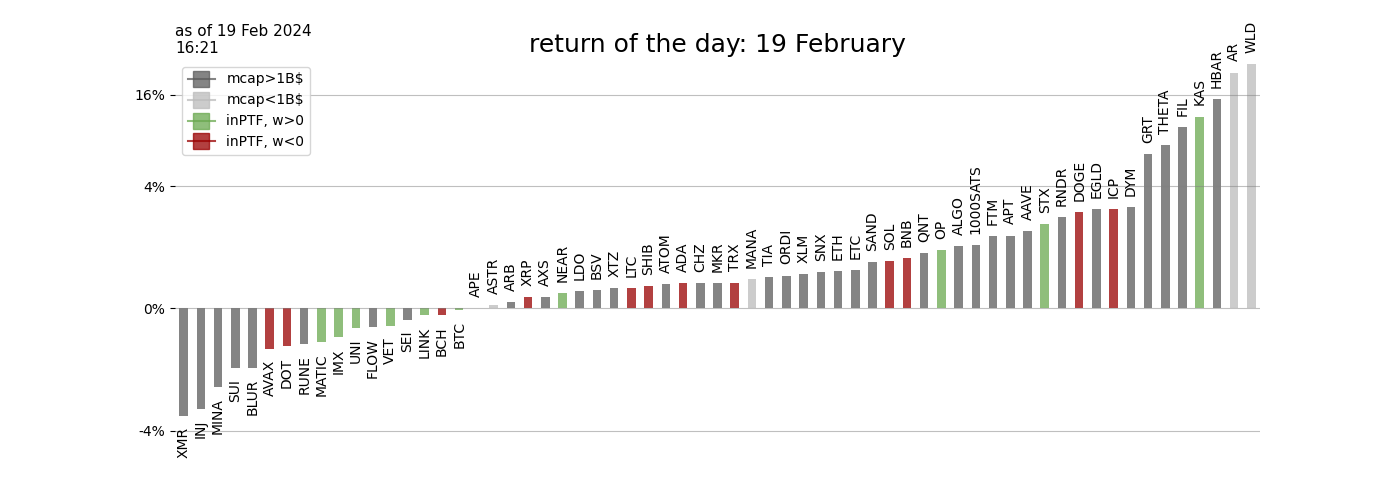 as of 19 Feb 2024
16:21
return of the day: 19 February
mcap>1B$
mcap<1B$
inPTF, w>0
inPTF, w<0
16%
4%
0%
-4%
XMR
INJ
MINA
SUI
BLUR
AVAX
DOT
RUNE
MATIC
IMX
UNI
FLOW
VET
SEI
LINK
BCH
BTC
APE
ASTR
ARB
XRP
AXS
NEAR
LDO
BSV
XTZ
LTC
SHIB
ATOM
ADA
CHZ
MKR
TRX
MANA
TIA
ORDI
XLM
SNX
ETH
ETC
SAND
SOL
BNB
QNT
OP
ALGO
1000SATS
FTM
APT
AAVE
STX
RNDR
DOGE
EGLD
ICP
DYM
GRT
THETA
FIL
KAS
HBAR
AR
WLD